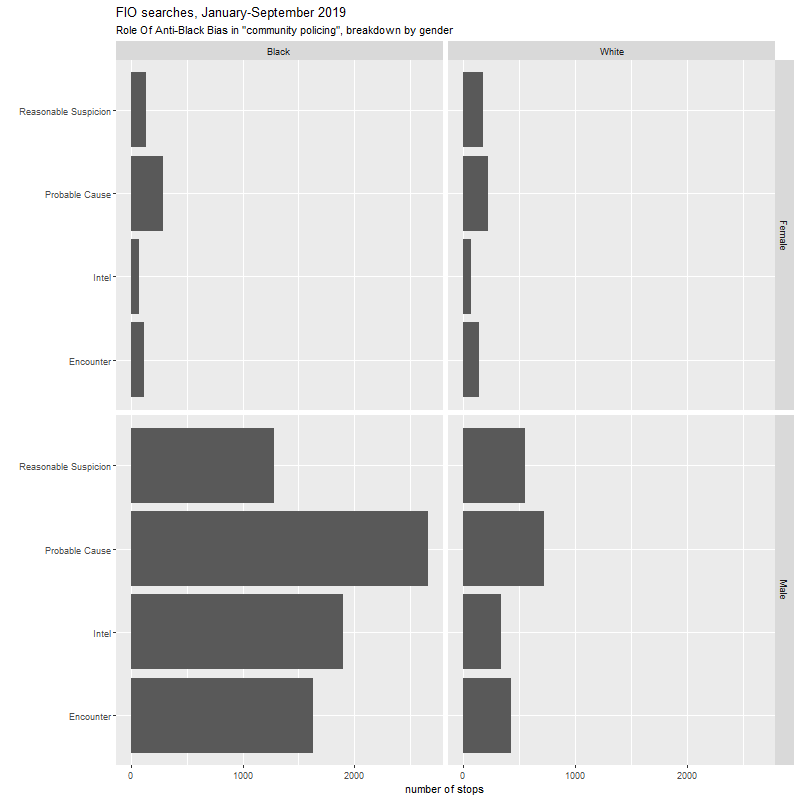 FIO searches, January-September 2019
Role Of Anti-Black Bias in "community policing", breakdown by gender
Black
White
Reasonable Suspicion
Probable Cause
Intel
Encounter
Female
Reasonable Suspicion
Probable Cause
Intel
Encounter
Male
0
1000
2000
0
1000
2000
number of stops